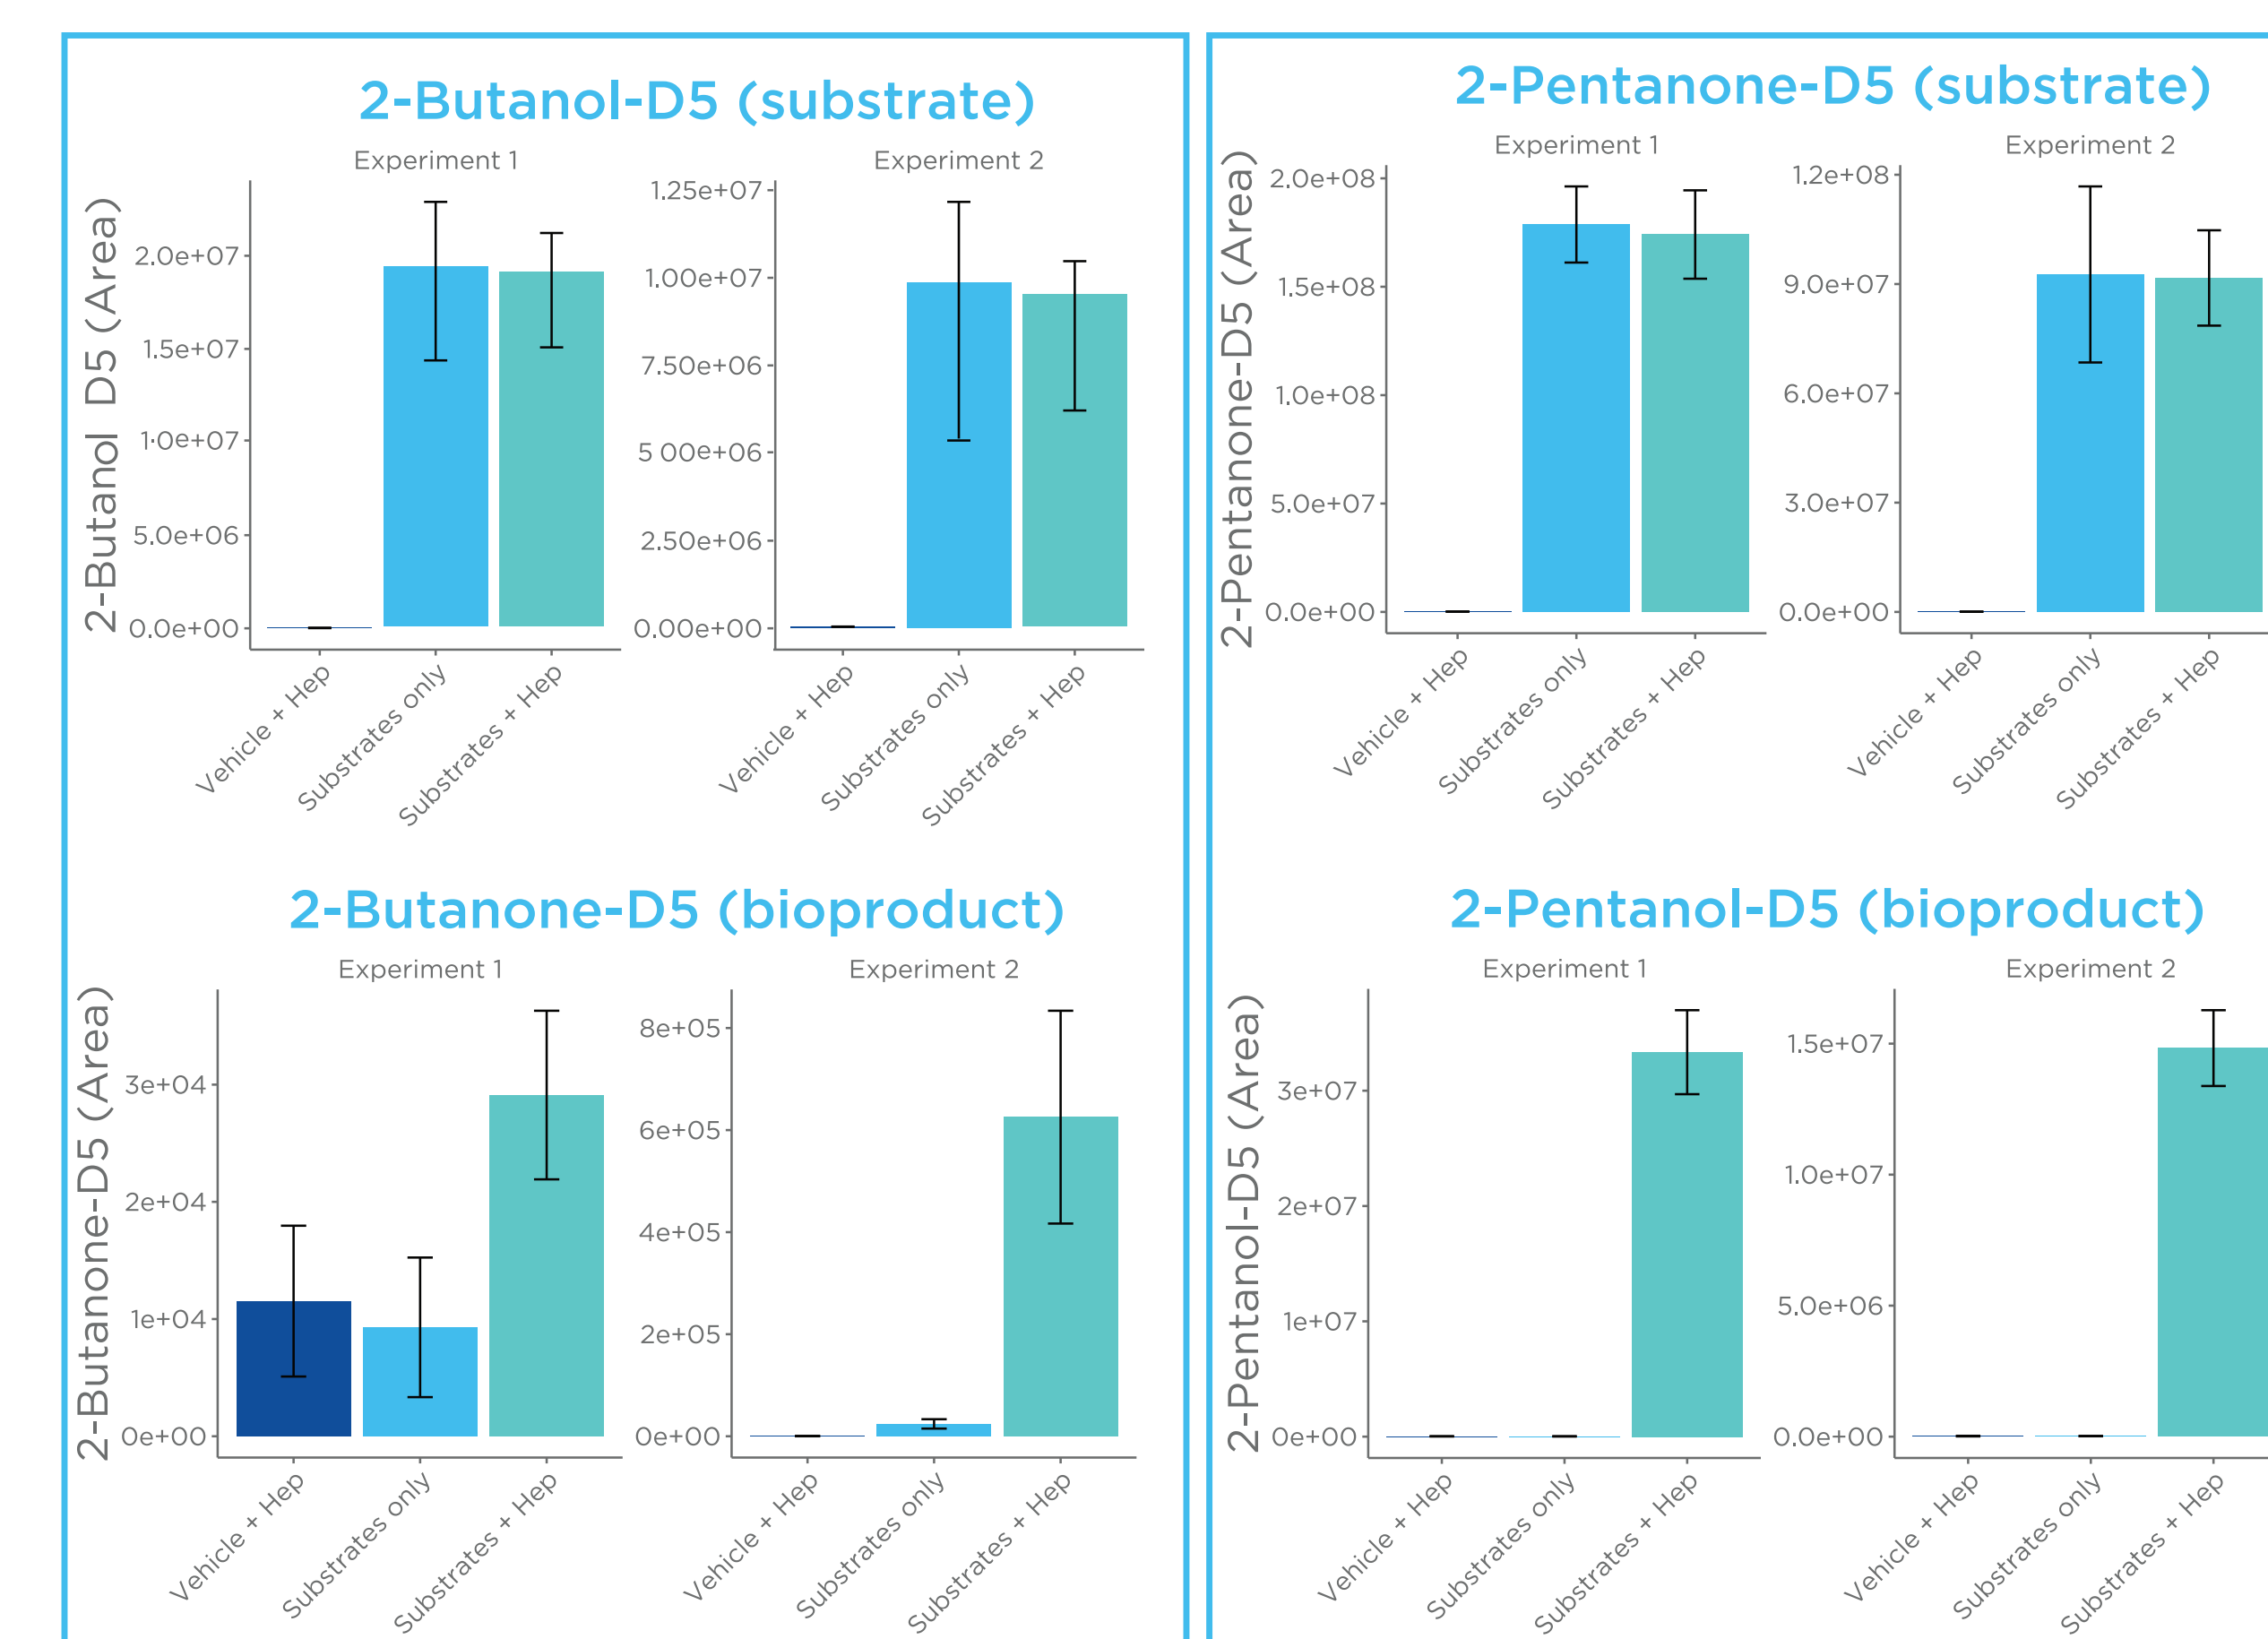 2-Butanol-D5 (substrate)
Experiment 1
Experiment 2
2-Butanol D5 (Area)
2.0e+07
1.5e+07
1.0e+07
5.0e+06
0.0e+00
1.25e+07
1.00e+07
7.50e+06
5 00e+06
2.50e+06
0.00e+00
Vehicle + Hep
Substrates only
Substrates + Hep
Vehicle + Hep
Substrates only
Substrates + Hep
2-Butanone-D5 (bioproduct)
Experiment 1
Experiment 2
2-Butanone-D5 (Area)
3e+04
2e+04
1e+04
0e+00
8e+05
6e+05
4e+05
2e+05
0e+00
Vehicle + Hep
Substrates only
Substrates + Hep
Vehicle + Hep
Substrates only
Substrates + Hep
2-Pentanone-D5 (substrate)
Experiment 1
Experiment 2
2-Pentanone-D5 (Area)
2.0e+08
1.5e+08
1.0e+08
5.0e+07
0.0e+00
1.2e+08
9.0e+07
6.0e+07
3.0e+07
0.0e+00
Vehicle + Hep
Substrates only
Substrates + Hep
Vehicle + Hep
Substrates only
Substrates + Hep
2-Pentanol-D5 (bioproduct)
Experiment 1
Experiment 2
2-Pentanol-D5 (Area)
3e+07
2e+07
1e+07
0e+00
1.5e+07
1.0e+07
5.0e+06
0.0e+00
Vehicle + Hep
Substrates only
Substrates + Hep
Vehicle + Hep
Substrates only
Substrates + Hep